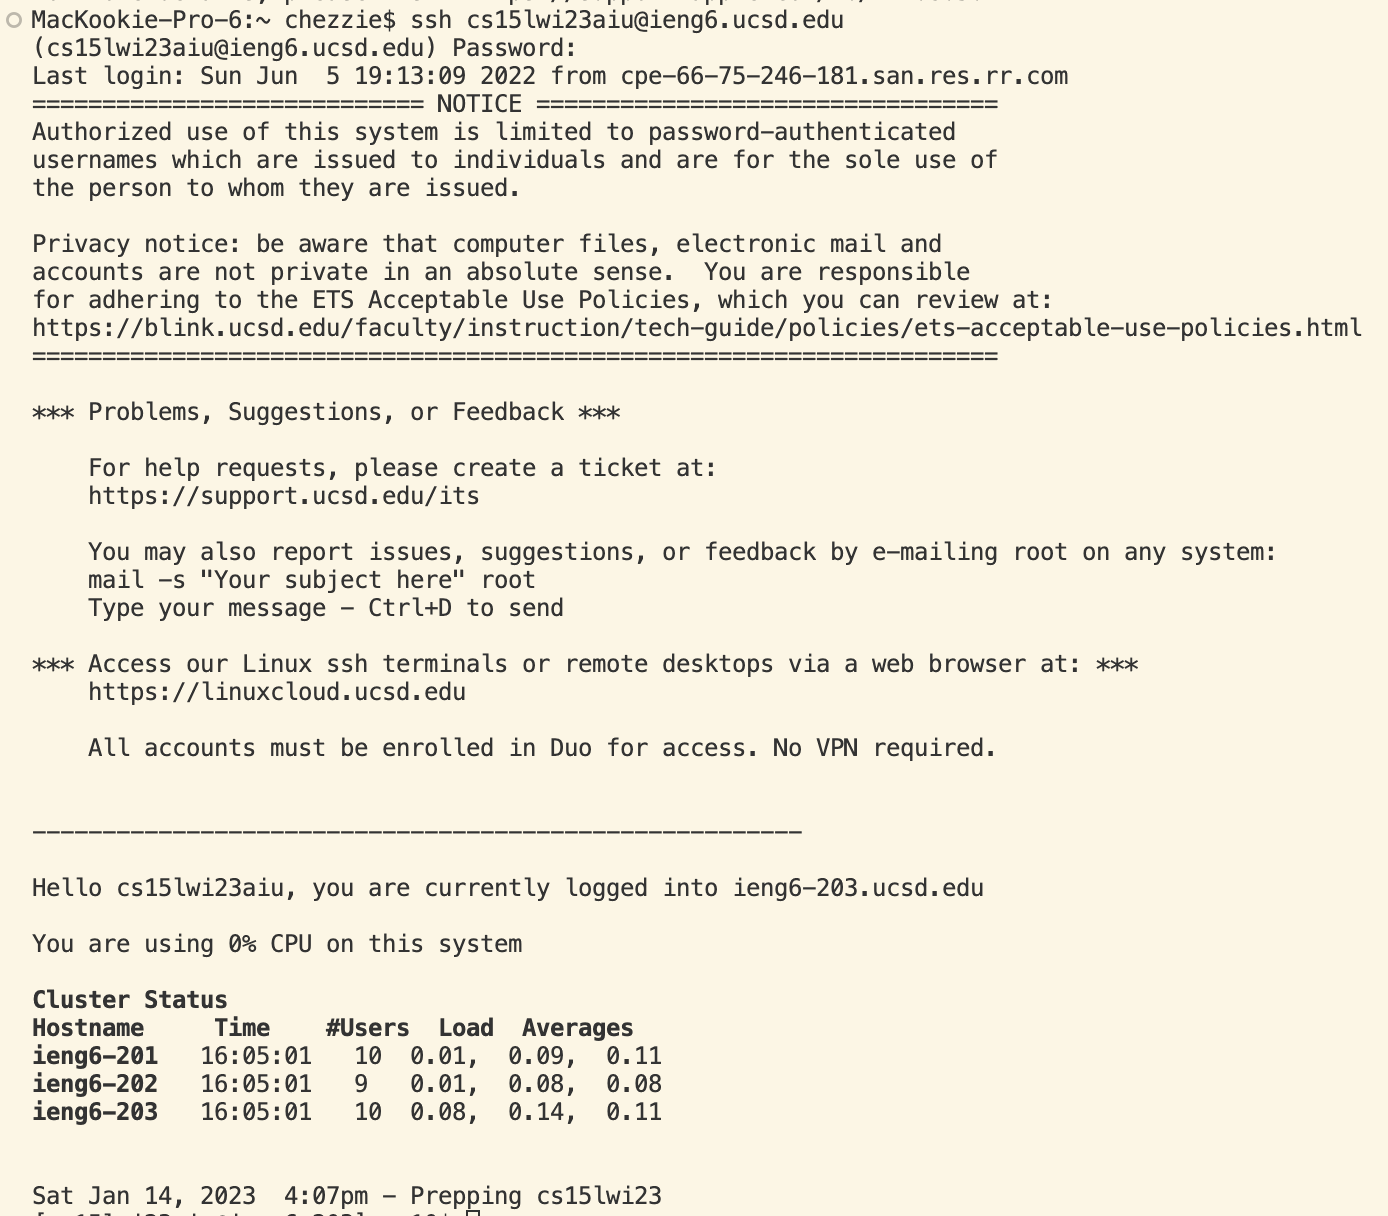 MacKookie-Pro-6:~ chezzie$ ssh cs15lwi23aiu@ieng6.ucsd.edu
(cs15lwi23aiu@ieng6.ucsd.edu) Password:
Last login: Sun Jun  5 19:13:09 2022 from cpe-66-75-246-181.san.res.rr.com
============================ NOTICE =================================
Authorized use of this system is limited to password-authenticated
usernames which are issued to individuals and are for the sole use of
the person to whom they are issued.

Privacy notice: be aware that computer files, electronic mail and
accounts are not private in an absolute sense.  You are responsible
for adhering to the ETS Acceptable Use Policies, which you can review at:
https://blink.ucsd.edu/faculty/instruction/tech-guide/policies/ets-acceptable-use-policies.html
=====================================================================

*** Problems, Suggestions, or Feedback ***

    For help requests, please create a ticket at:
    https://support.ucsd.edu/its

    You may also report issues, suggestions, or feedback by e-mailing root on any system:
    mail -s "Your subject here" root
    Type your message - Ctrl+D to send

*** Access our Linux ssh terminals or remote desktops via a web browser at: ***
    https://linuxcloud.ucsd.edu

    All accounts must be enrolled in Duo for access. No VPN required.

-------------------------------------------------------

Hello cs15lwi23aiu, you are currently logged into ieng6-203.ucsd.edu

You are using 0% CPU on this system

Cluster Status
Hostname     Time    #Users  Load  Averages
ieng6-201   16:05:01   10  0.01,  0.09,  0.11
ieng6-202   16:05:01   9   0.01,  0.08,  0.08
ieng6-203   16:05:01   10  0.08,  0.14,  0.11

Sat Jan 14, 2023  4:07pm - Prepping cs15lwi23